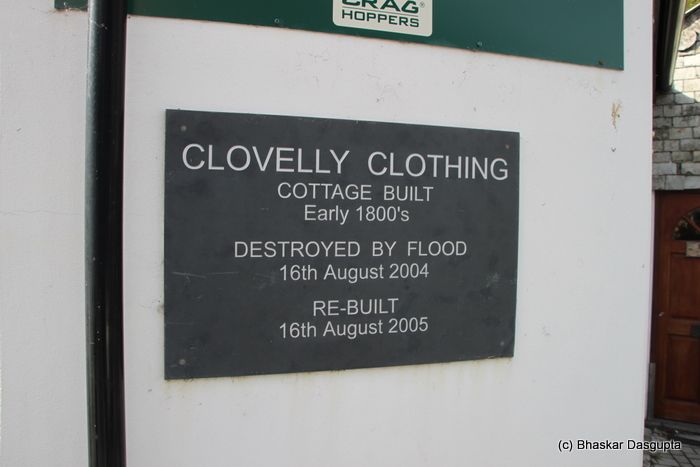 CRAG®
HOPPERS
CLOVELLY CLOTHING
COTTAGE BUILT
Early 1800's
DESTROYED BY FLOOD
16th August 2004
RE-BUILT
16th August 2005
(c) Bhaskar Dasgupta